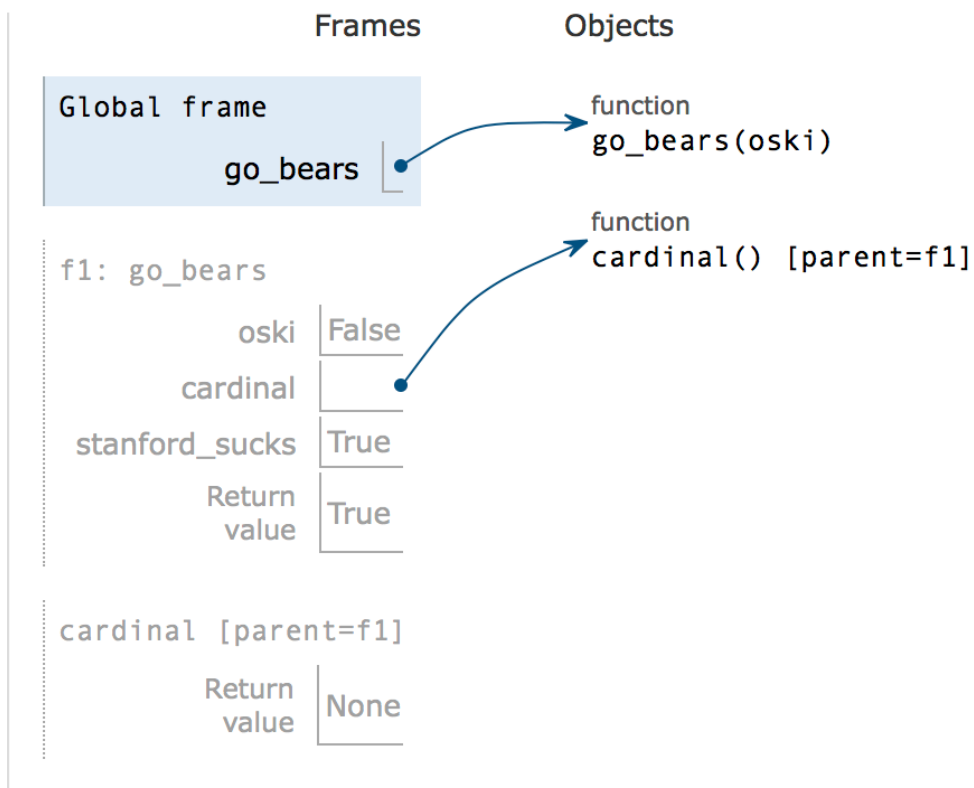 Frames Objects
Global frame
go_bears
function
go_bears(oski)
function
cardinal() [parent=f1]
f1: go_bears
oski False
cardinal
stanford_sucks True
Return
value True
cardinal [parent=f1]
Return
value None